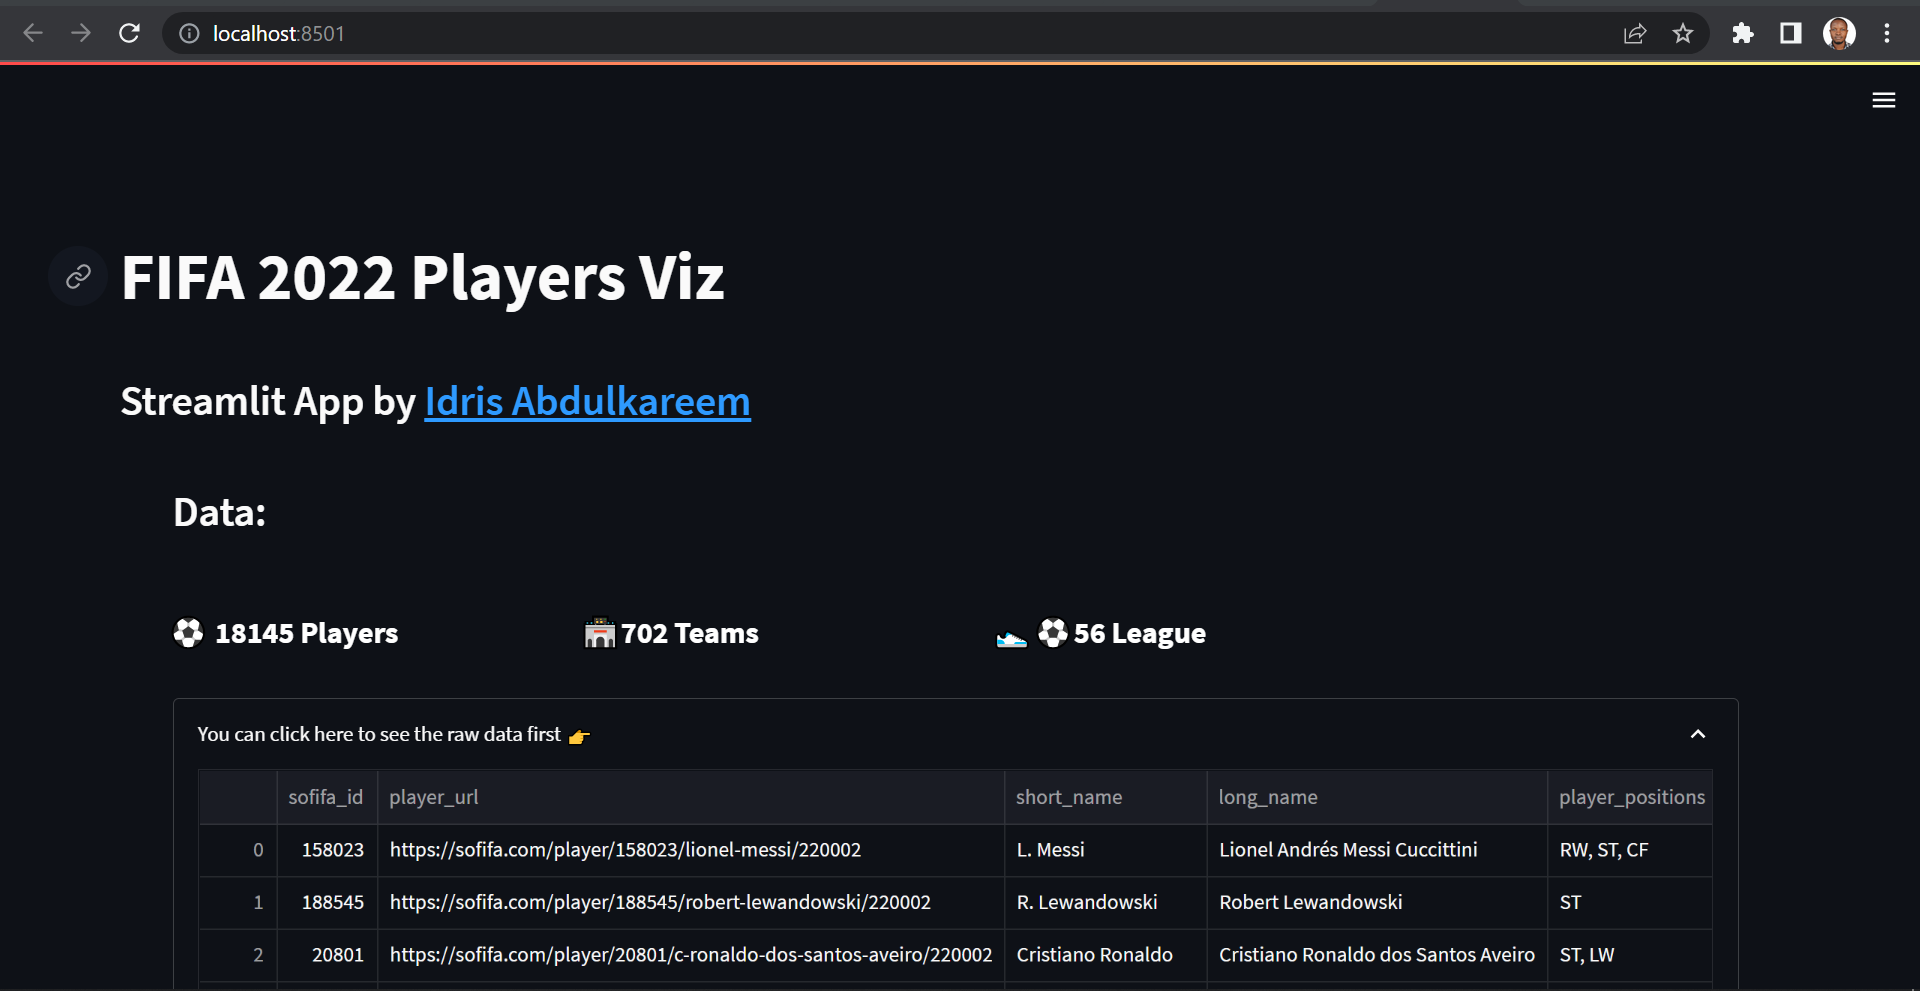 localhost:8501
FIFA 2022 Players Viz
Streamlit App by Idris Abdulkareem
Data:
⚽ 18145 Players 🏟 702 Teams 👟 ⚽ 56 League
You can click here to see the raw data first 👉
sofifa_id player_url short_name long_name player_positions
0 158023 https://sofifa.com/player/158023/lionel-messi/220002 L. Messi Lionel Andrés Messi Cuccittini RW, ST, CF
1 188545 https://sofifa.com/player/188545/robert-lewandowski/220002 R. Lewandowski Robert Lewandowski ST
2 20801 https://sofifa.com/player/20801/c-ronaldo-dos-santos-aveiro/220002 Cristiano Ronaldo Cristiano Ronaldo dos Santos Aveiro ST, LW